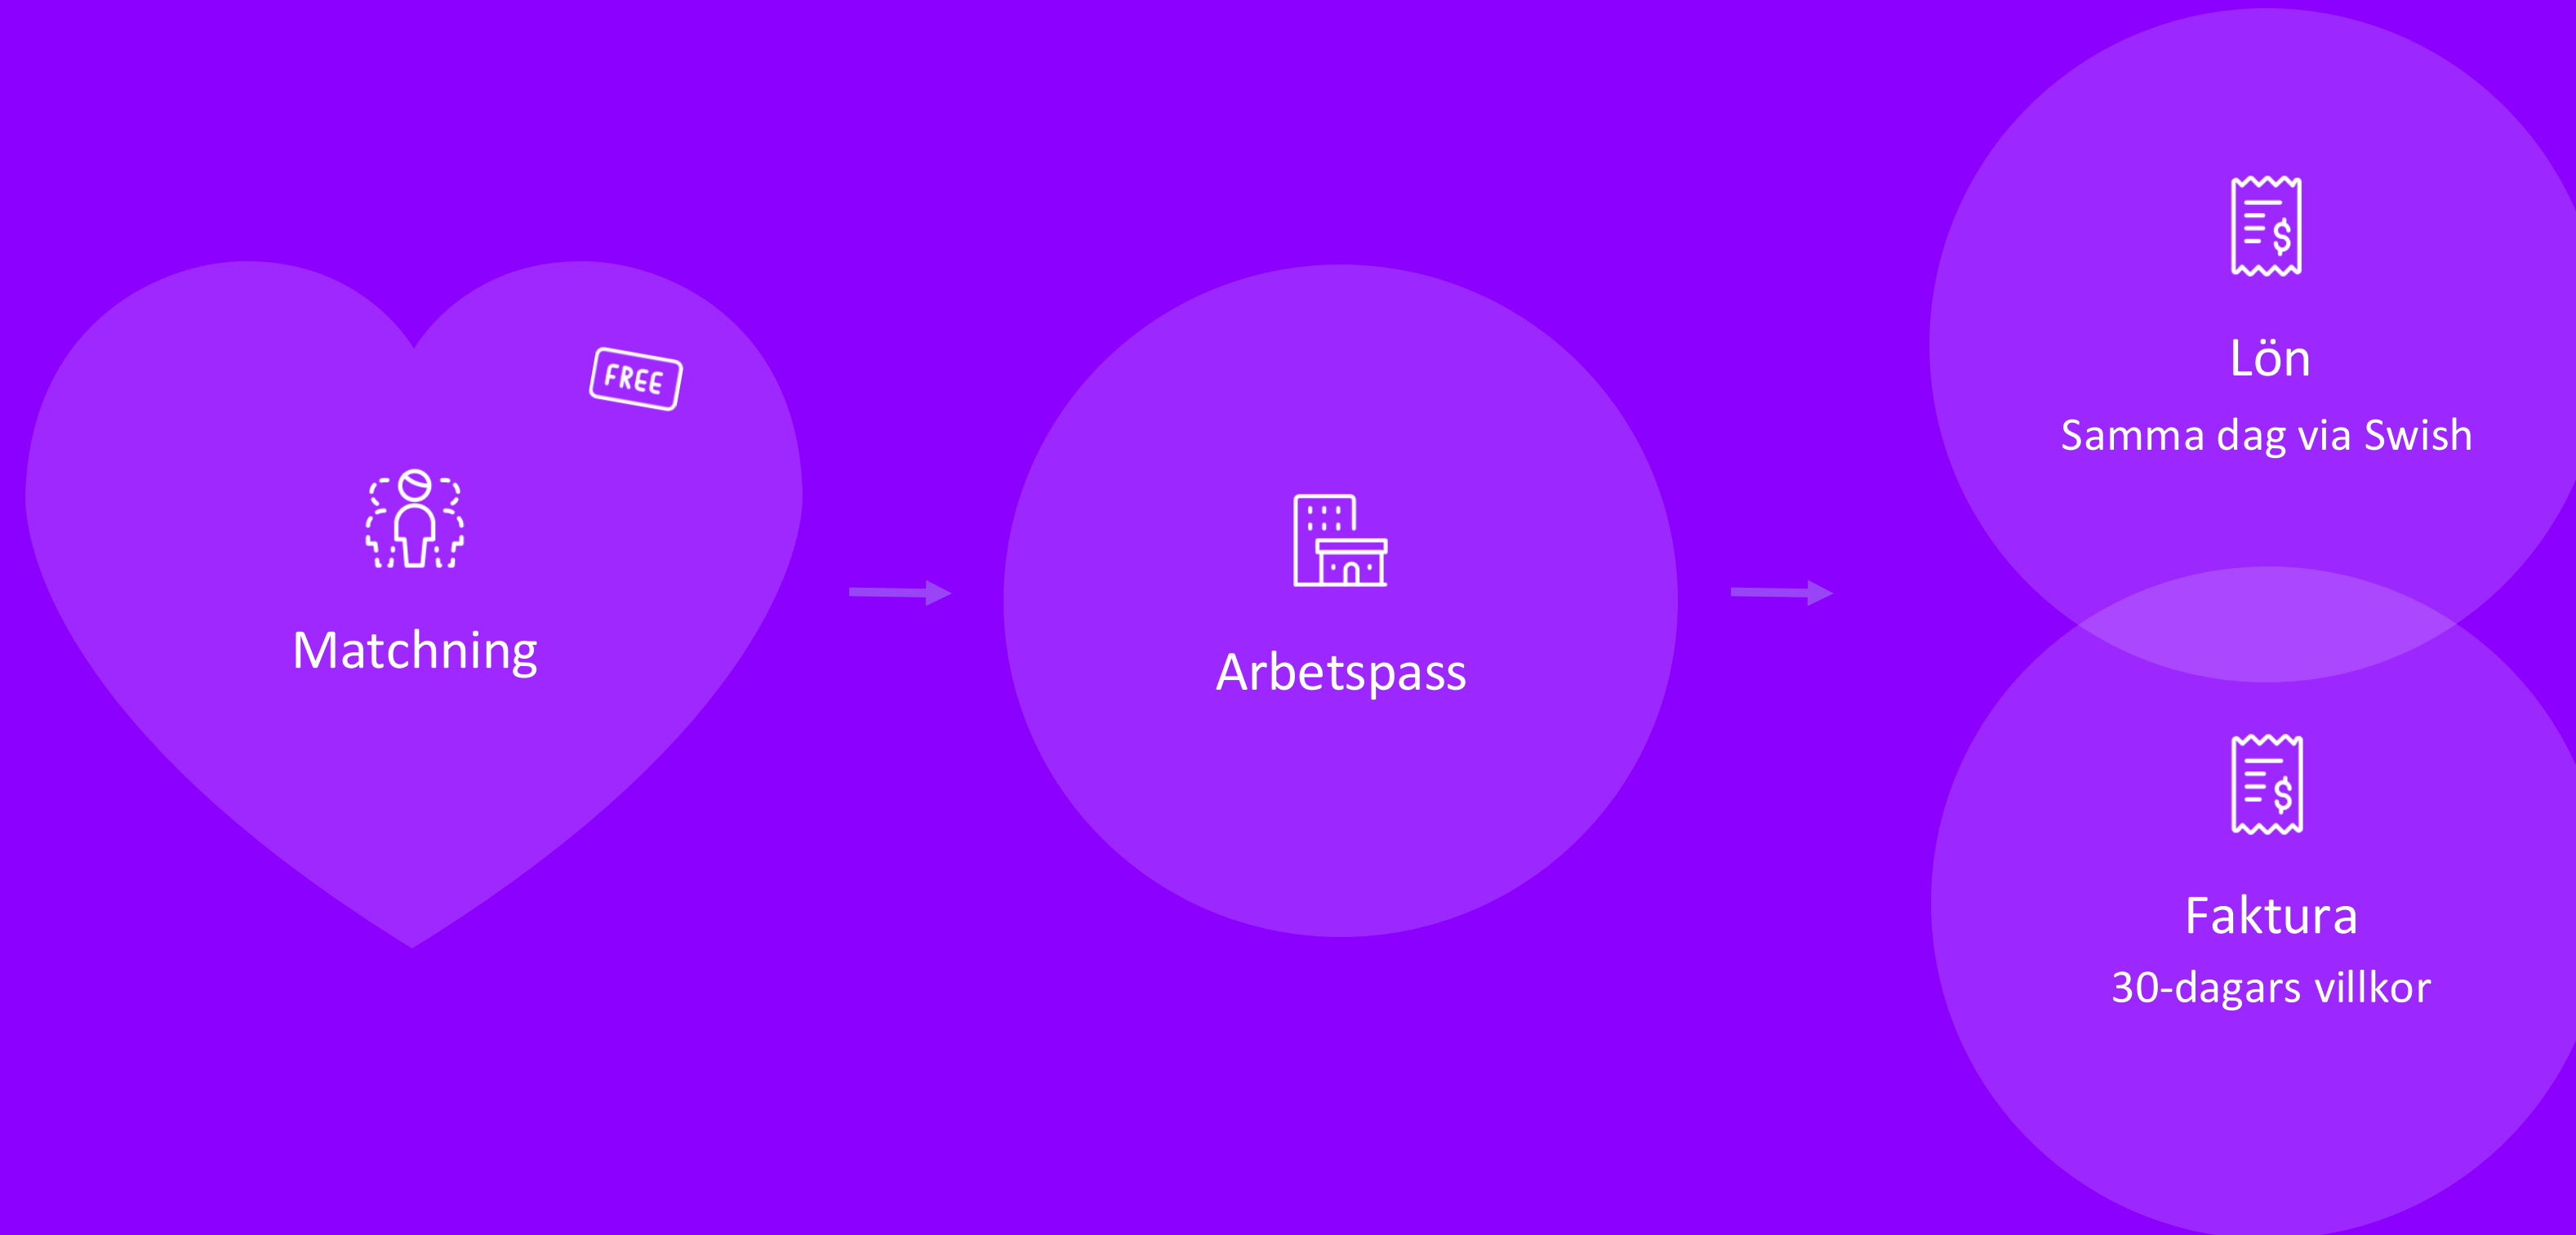 FREE
Matchning
Arbetspass
$
Lön
Samma dag via Swish
$
Faktura
30-dagars villkor